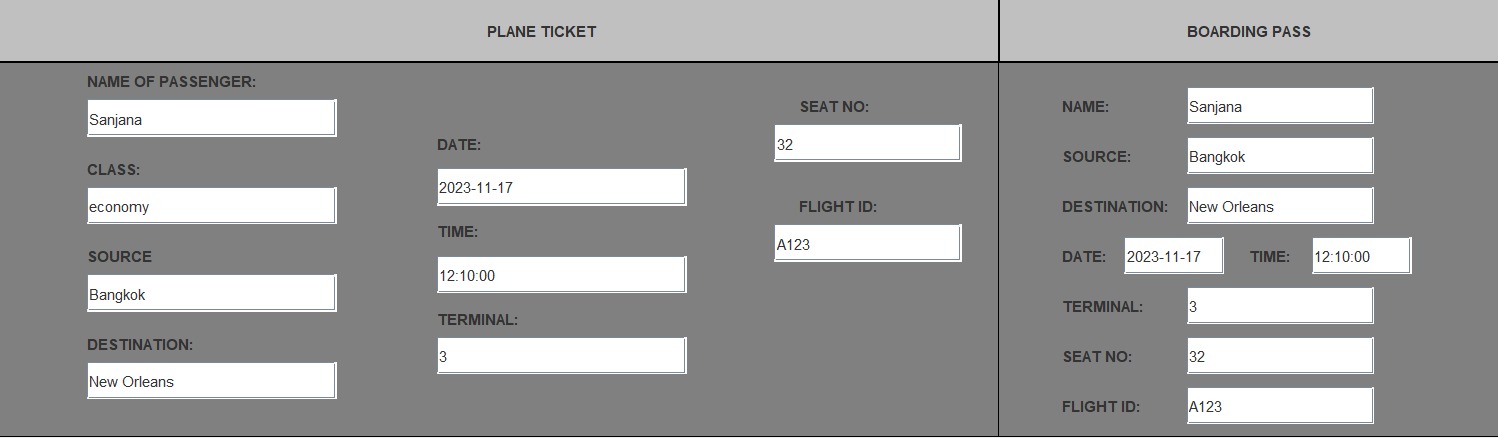 PLANE TICKET
NAME OF PASSENGER:
Sanjana
CLASS:
economy
SOURCE
Bangkok
DESTINATION:
New Orleans
DATE:
2023-11-17
TIME:
12:10:00
TERMINAL:
3
SEAT NO:
32
FLIGHT ID:
A123
BOARDING PASS
NAME: Sanjana
SOURCE: Bangkok
DESTINATION: New Orleans
DATE: 2023-11-17 TIME: 12:10:00
TERMINAL: 3
SEAT NO: 32
FLIGHT ID: A123